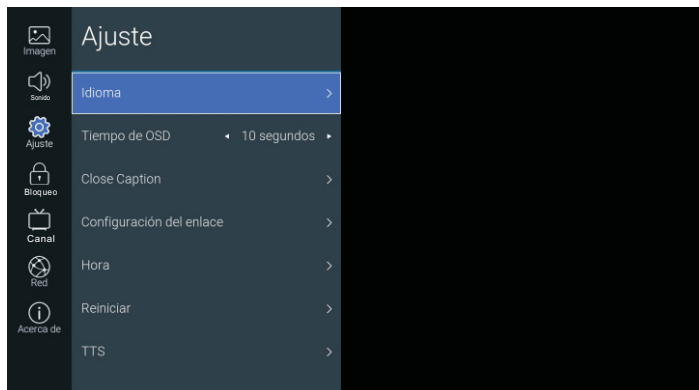 Imagen
Sonido
Ajuste
Bloqueo
Canal
Red
Acerca de
Ajuste
Idioma
Tiempo de OSD 10 segundos
Close Caption
Configuración del enlace
Hora
Reiniciar
TTS